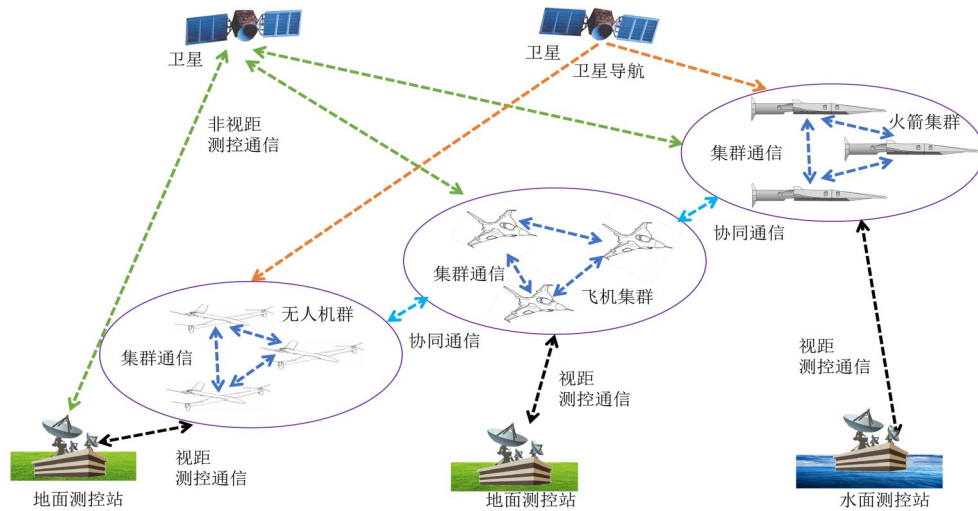 卫星
卫星
卫星导航
非视距
测控通信
火箭集群
集群通信
协同通信
集群通信
飞机集群
无人机群
协同通信
集群通信
视距
测控通信
视距
测控通信
视距
测控通信
地面测控站
地面测控站
水面测控站